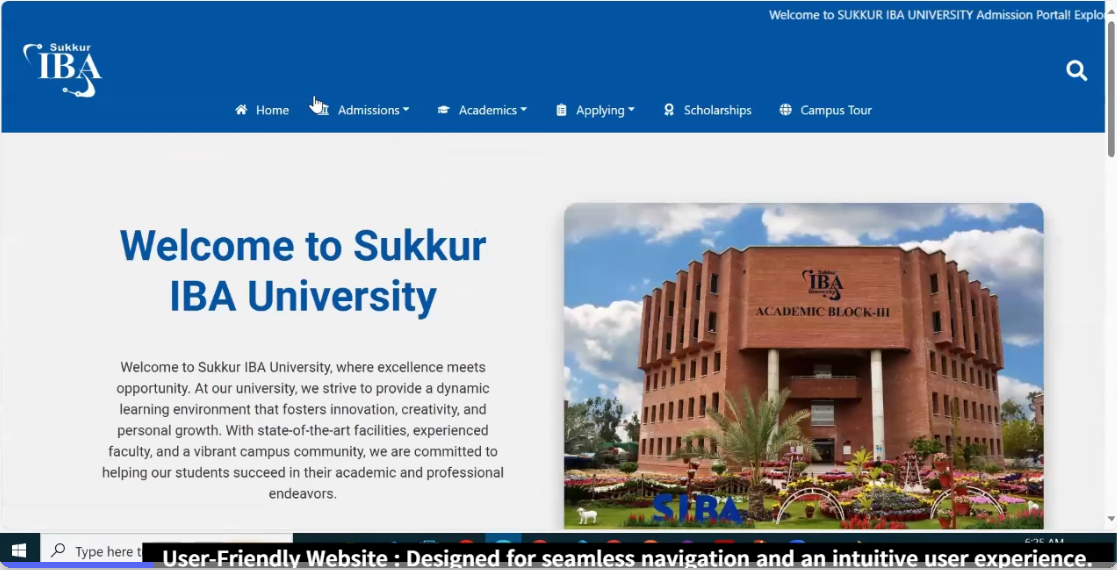 Welcome to SUKKUR IBA UNIVERSITY Admission Portal! Explo
Sukkur
IBA
Home Admissions Academics Applying Scholarships Campus Tour
Welcome to Sukkur
IBA University
Welcome to Sukkur IBA University, where excellence meets
opportunity. At our university, we strive to provide a dynamic
learning environment that fosters innovation, creativity, and
personal growth. With state-of-the-art facilities, experienced
faculty, and a vibrant campus community, we are committed to
helping our students succeed in their academic and professional
endeavors.
Sukkur
IBA
University
ACADEMIC BLOCK-III
SIBA
Type here t
6:25 AM
User-Friendly Website : Designed for seamless navigation and an intuitive user experience.